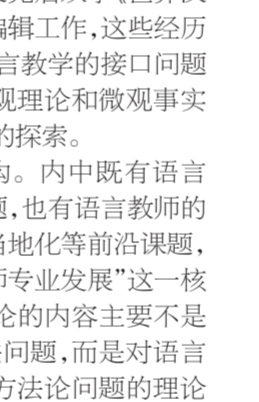 编辑工作,这些经历
言教学的接口问题
观理论和微观事实
的探索。
。内中既有语言
,也有语言教师的
地化等前沿课题,
师专业发展”这一核
论的内容主要不是
问题,而是对语言
方法论问题的理论